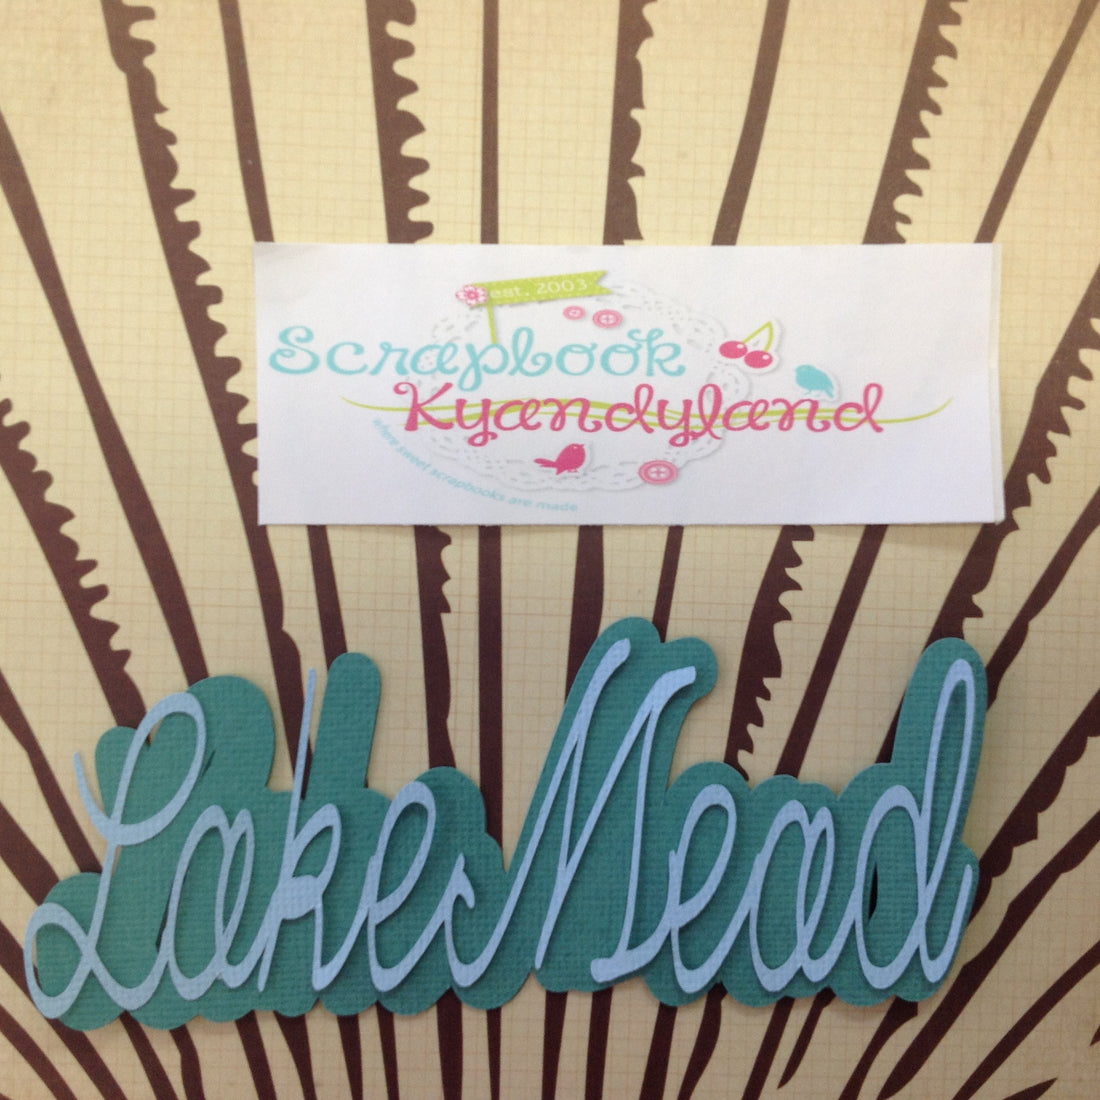 est. 2003
Scrapbook
Kyandyland
where sweet scrapbooks are made
Lake Mead